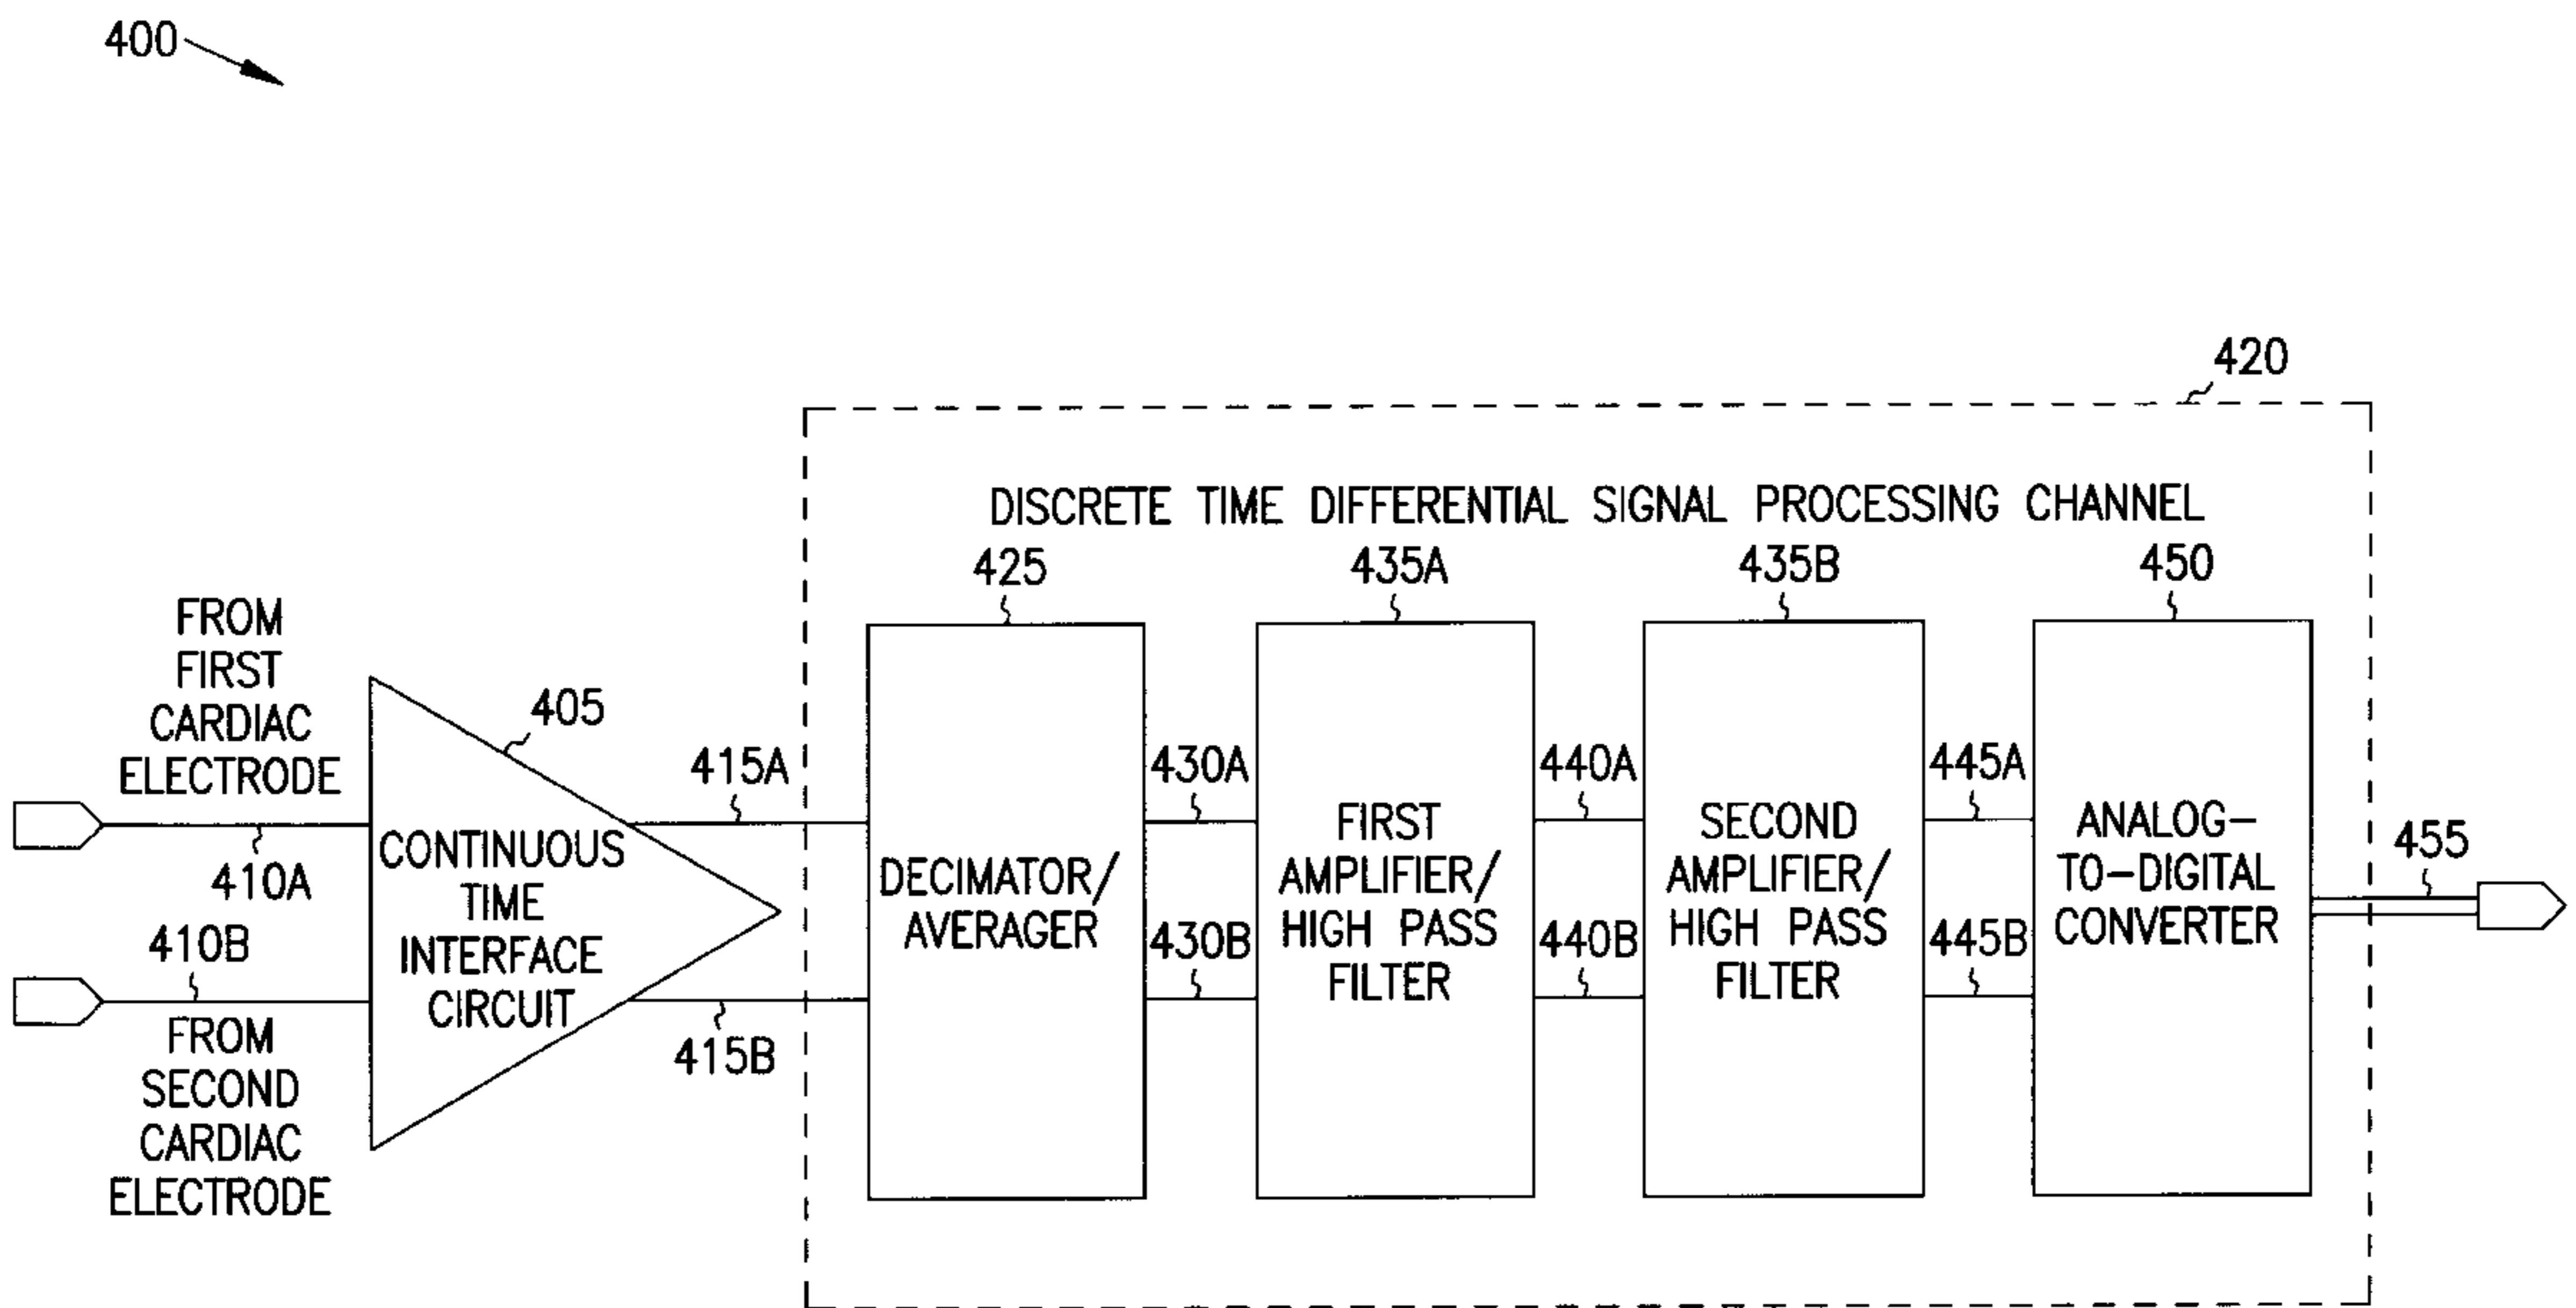 400
420
DISCRETE TIME DIFFERENTIAL SIGNAL PROCESSING CHANNEL
425
435A
435B
450
FROM
FIRST
CARDIAC
ELECTRODE
405
415A
430A
440A
445A
410A
CONTINUOUS
TIME
INTERFACE
CIRCUIT
DECIMATOR/
AVERAGER
FIRST
AMPLIFIER/
HIGH PASS
FILTER
SECOND
AMPLIFIER/
HIGH PASS
FILTER
ANALOG-
TO-DIGITAL
CONVERTER
455
410B
430B
440B
445B
415B
FROM
SECOND
CARDIAC
ELECTRODE